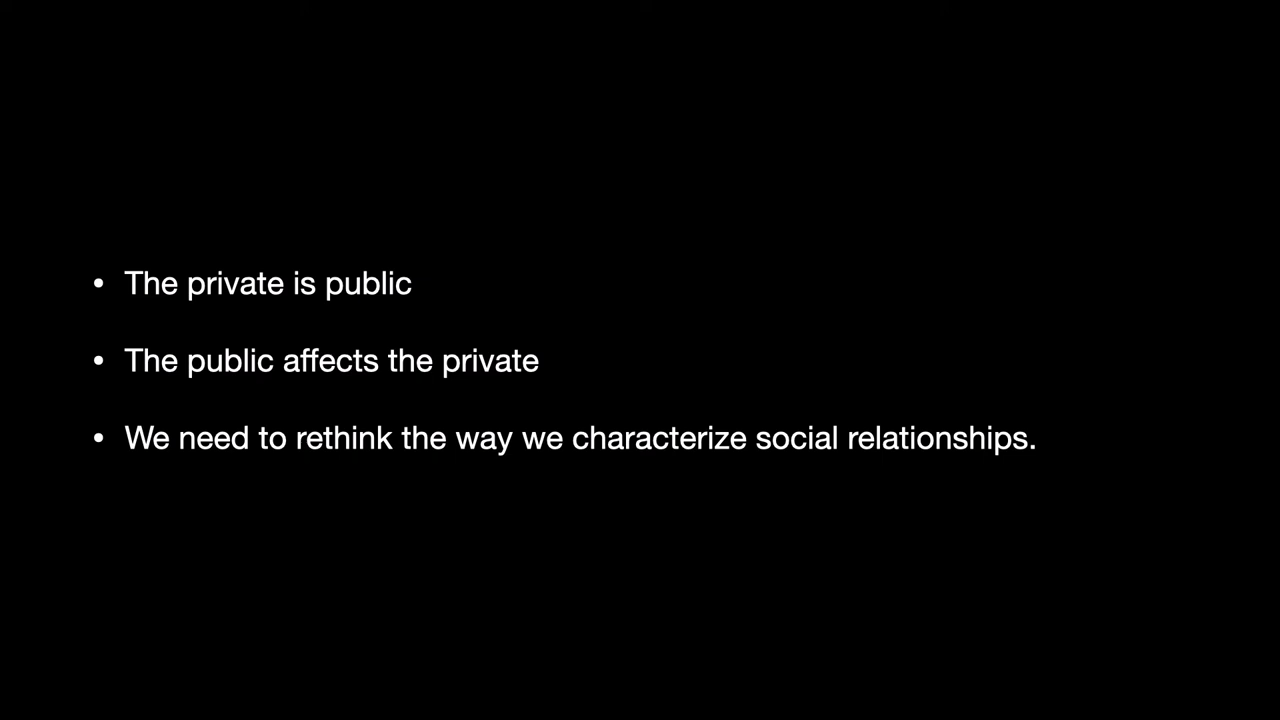 • The private is public
• The public affects the private
• We need to rethink the way we characterize social relationships.